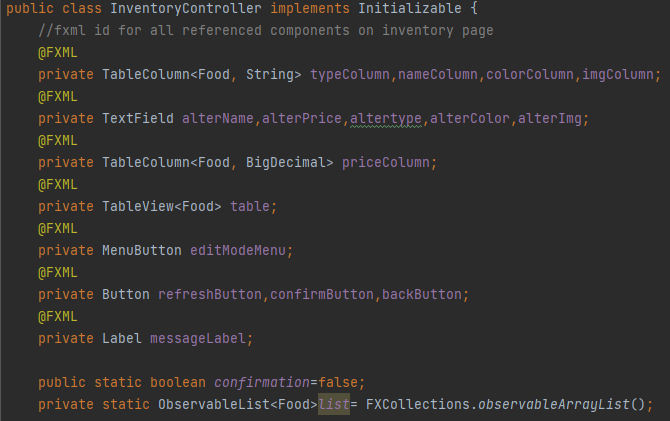 public class InventoryController implements Initializable {
//fxml id for all referenced components on inventory page
@FXML
private TableColumn<Food, String> typeColumn,nameColumn,colorColumn,imgColumn;
@FXML
private TextField alterName,alterPrice,altertype,alterColor,alterImg;
@FXML
private TableColumn<Food, BigDecimal> priceColumn;
@FXML
private TableView<Food> table;
@FXML
private MenuButton editModeMenu;
@FXML
private Button refreshButton,confirmButton,backButton;
@FXML
private Label messageLabel;
public static boolean confirmation=false;
private static ObservableList<Food>list= FXCollections.observableArrayList();